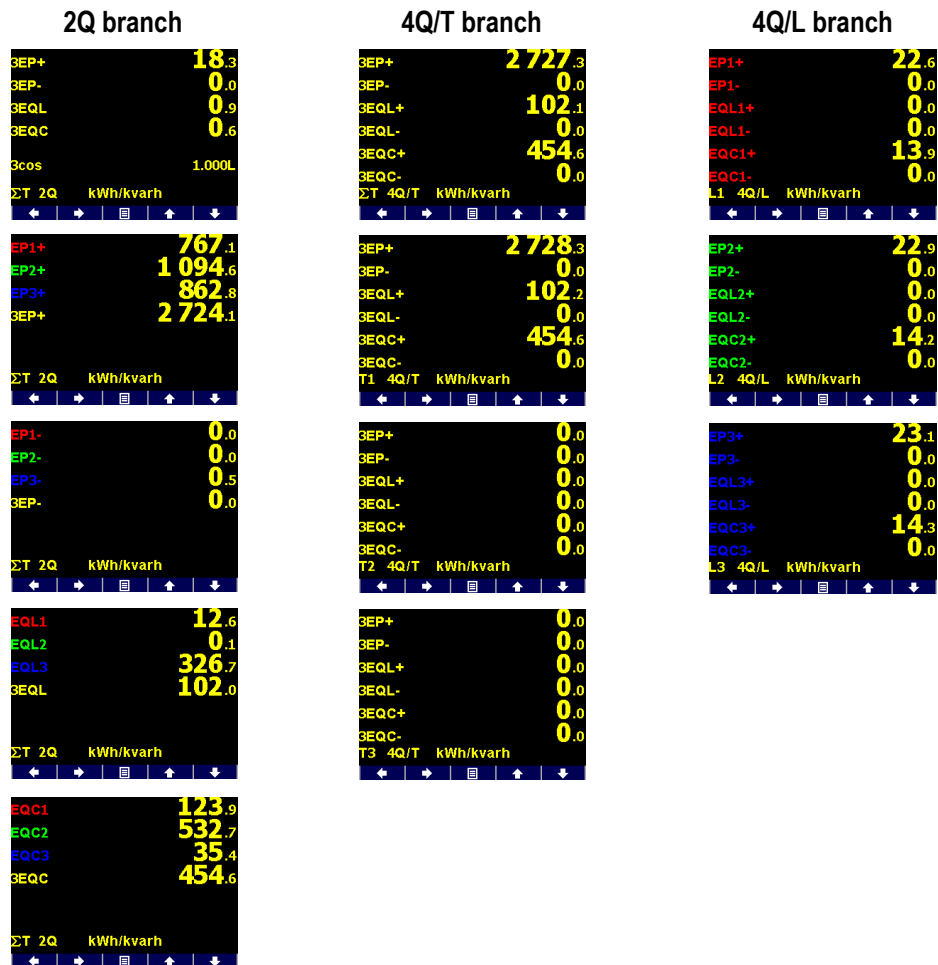 2Q branch
3EP+ 18.3
3EP- 0.0
3EQL 0.9
3EQC 0.6
3cos 1.000L
ΣT 2Q kWh/kvarh
EP1+ 767.1
EP2+ 1 094.6
EP3+ 862.8
3EP+ 2 724.1
ΣT 2Q kWh/kvarh
EP1- 0.0
EP2- 0.0
EP3- 0.5
3EP- 0.0
ΣT 2Q kWh/kvarh
EQL1 12.6
EQL2 0.1
EQL3 326.7
3EQL 102.0
ΣT 2Q kWh/kvarh
EQC1 123.9
EQC2 532.7
EQC3 35.4
3EQC 454.6
ΣT 2Q kWh/kvarh
4Q/T branch
3EP+ 2 727.3
3EP- 0.0
3EQL+ 102.1
3EQL- 0.0
3EQC+ 454.6
3EQC- 0.0
ΣT 4Q/T kWh/kvarh
3EP+ 2 728.3
3EP- 0.0
3EQL+ 102.2
3EQL- 0.0
3EQC+ 454.6
3EQC- 0.0
T1 4Q/T kWh/kvarh
3EP+ 0.0
3EP- 0.0
3EQL+ 0.0
3EQL- 0.0
3EQC+ 0.0
3EQC- 0.0
T2 4Q/T kWh/kvarh
3EP+ 0.0
3EP- 0.0
3EQL+ 0.0
3EQL- 0.0
3EQC+ 0.0
3EQC- 0.0
T3 4Q/T kWh/kvarh
4Q/L branch
EP1+ 22.6
EP1- 0.0
EQL1+ 0.0
EQL1- 0.0
EQC1+ 13.9
EQC1- 0.0
L1 4Q/L kWh/kvarh
EP2+ 22.9
EP2- 0.0
EQL2+ 0.0
EQL2- 0.0
EQC2+ 14.2
EQC2- 0.0
L2 4Q/L kWh/kvarh
EP3+ 23.1
EP3- 0.0
EQL3+ 0.0
EQL3- 0.0
EQC3+ 14.3
EQC3- 0.0
L3 4Q/L kWh/kvarh